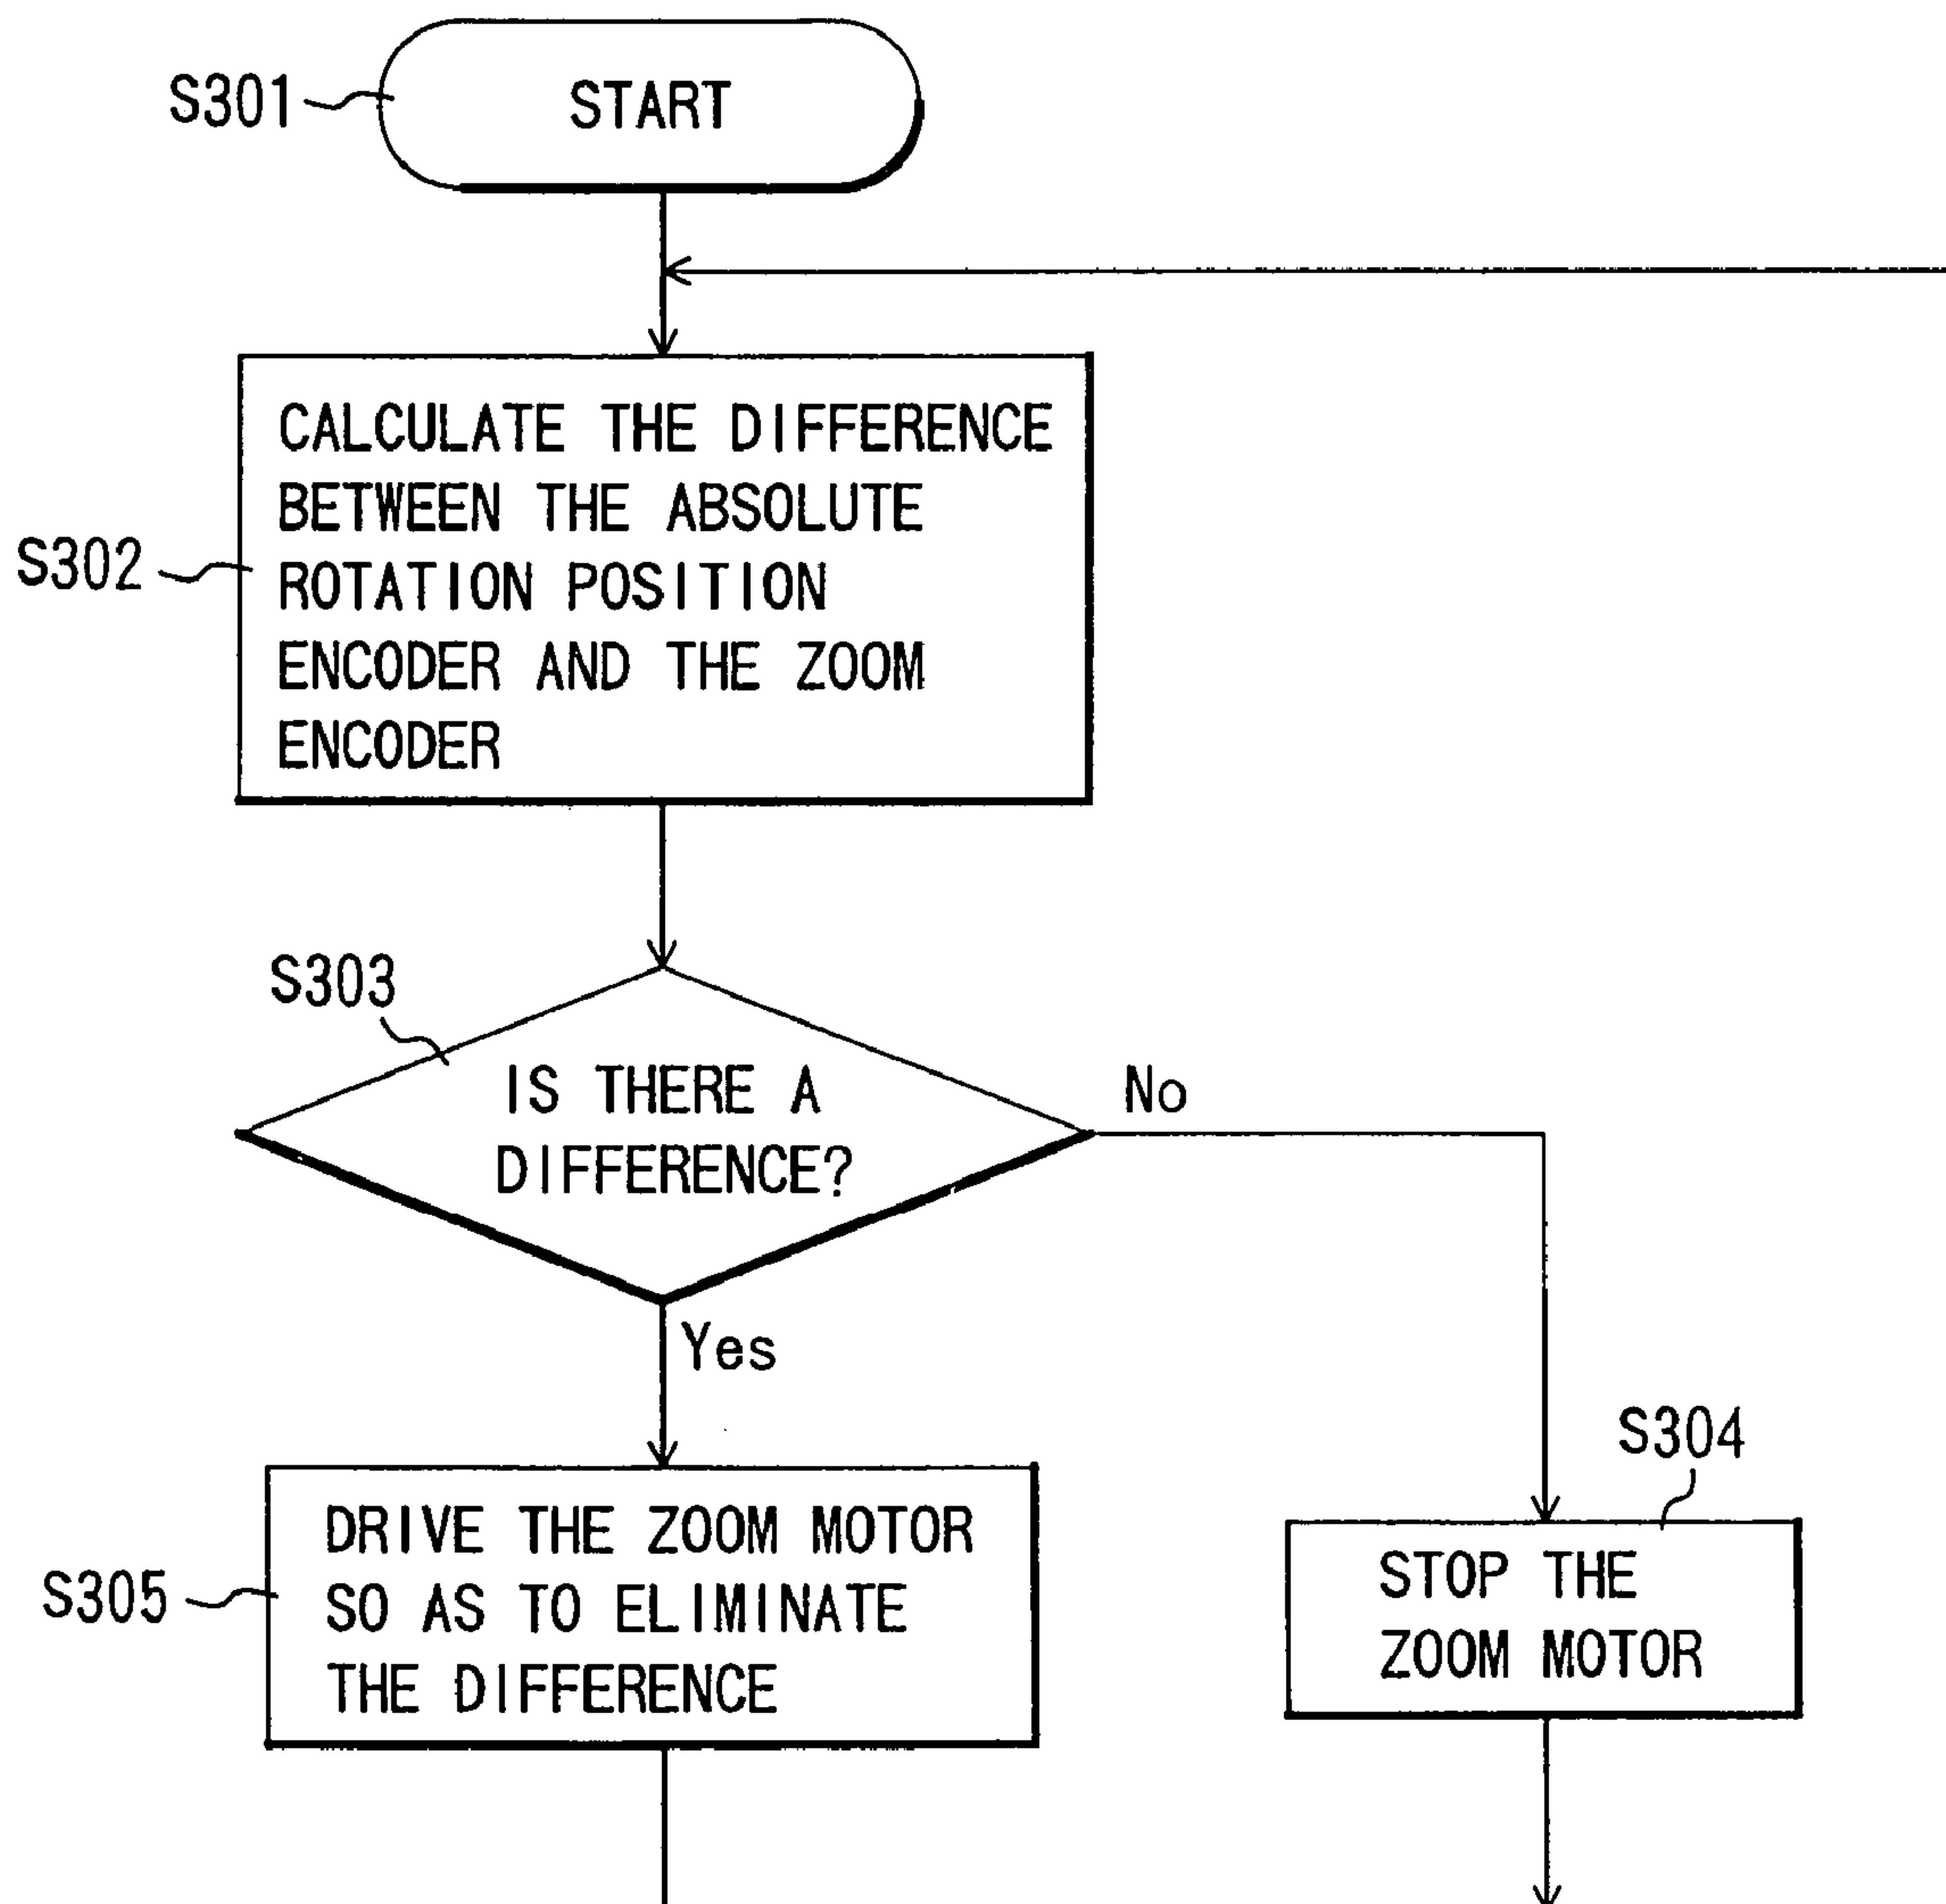 S301
START
S302
CALCULATE THE DIFFERENCE
BETWEEN THE ABSOLUTE
ROTATION POSITION
ENCODER AND THE ZOOM
ENCODER
S303
IS THERE A
DIFFERENCE?
No
Yes
S305
DRIVE THE ZOOM MOTOR
SO AS TO ELIMINATE
THE DIFFERENCE
S304
STOP THE
ZOOM MOTOR